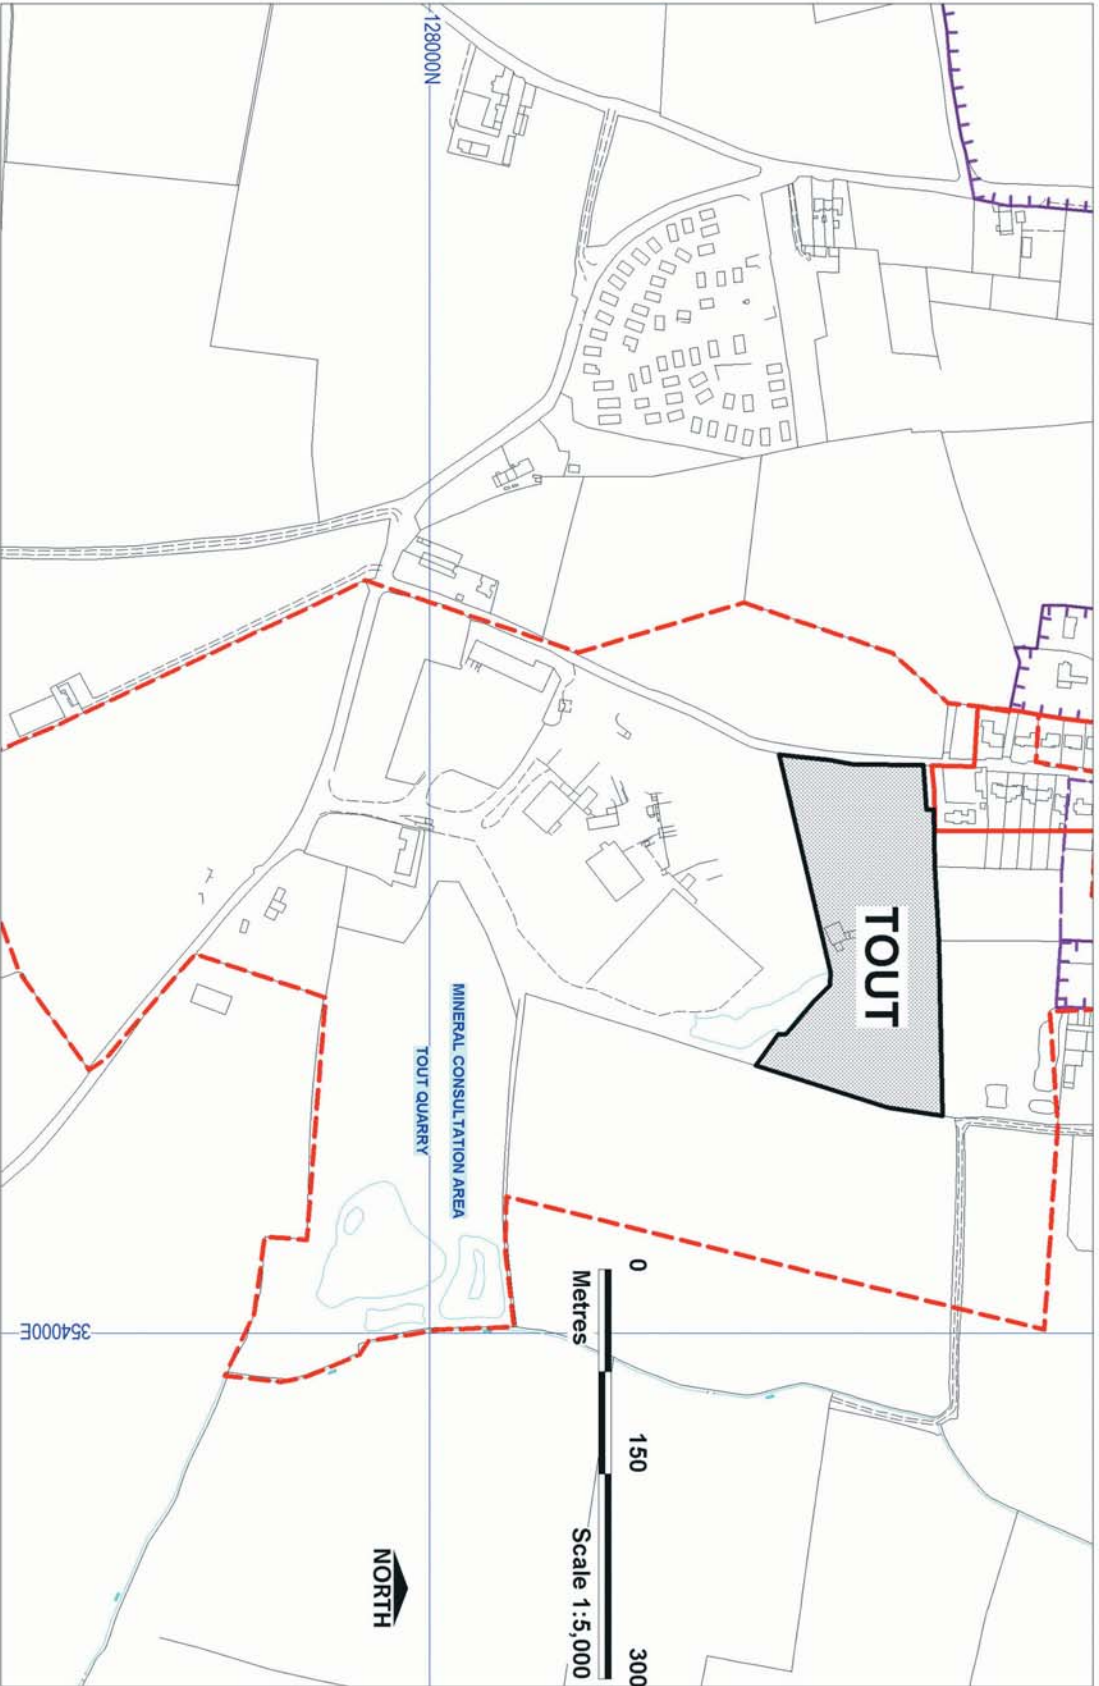 128000N
TOUT
MINERAL CONSULTATION AREA
TOUT QUARRY
354000E
0 150 300
Metres Scale 1:5,000
NORTH